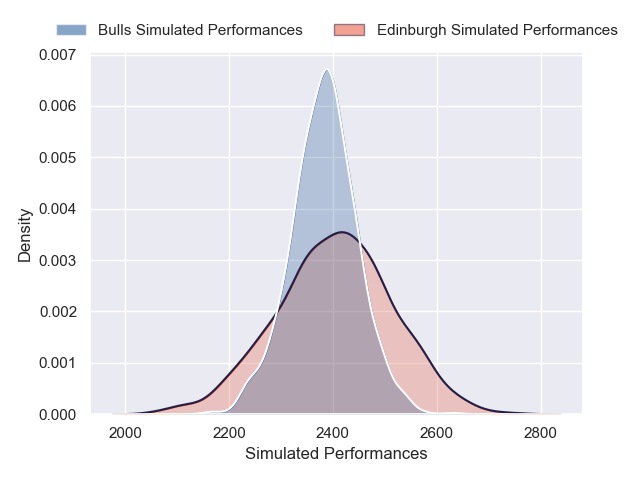 Bulls Simulated Performances Edinburgh Simulated Performances
0.007
0.006
0.005
0.004
0.003
0.002
0.001
0.000
Density
2000 2200 2400 2600 2800
Simulated Performances